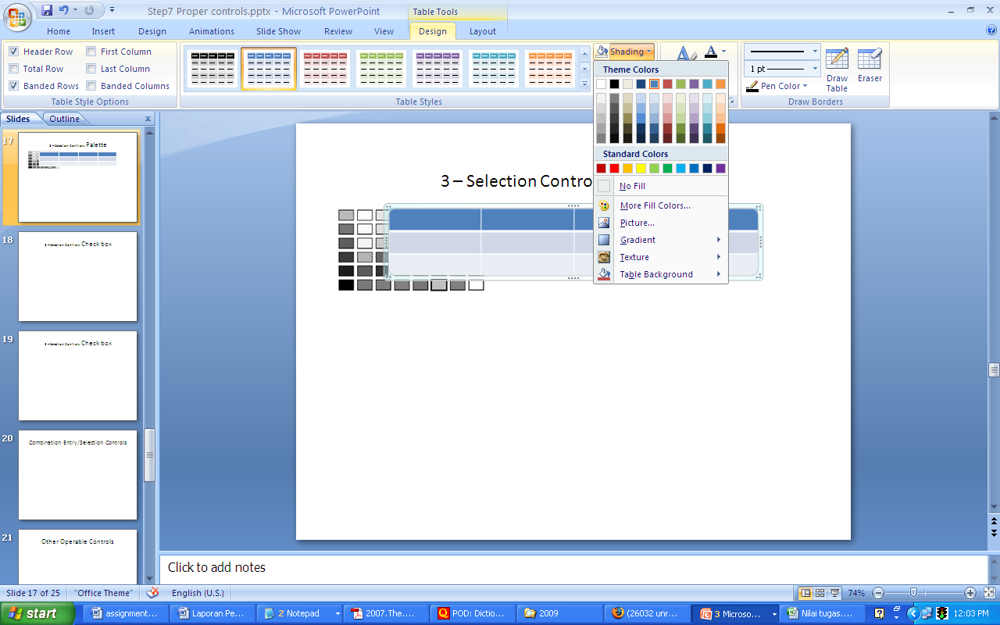 Step7 Proper controls.pptx - Microsoft PowerPoint
Table Tools
Home Insert Design Animations Slide Show Review View Design Layout
Header Row First Column
Total Row Last Column
Banded Rows Banded Columns
Table Style Options
Table Styles
Shading
1 pt
Pen Color
Draw Table
Eraser
Draw Borders
Theme Colors
Standard Colors
No Fill
More Fill Colors...
Picture...
Gradient
Texture
Table Background
Slides Outline x
17
3 –Selection Controls Palette
18
3 –Selection Controls Check box
19
3 –Selection Controls Check box
20
Combination Entry/Selection Controls
21
Other Operable Controls
3 – Selection Contro
Click to add notes
Slide 17 of 25 "Office Theme" English (U.S.) 74%
start assignment... Laporan Pe... 2 Notepad 2007.The.... POD: Dictio... 2009 (26032 unr... 3 Microso... Nilai tugas.... 12:03 PM